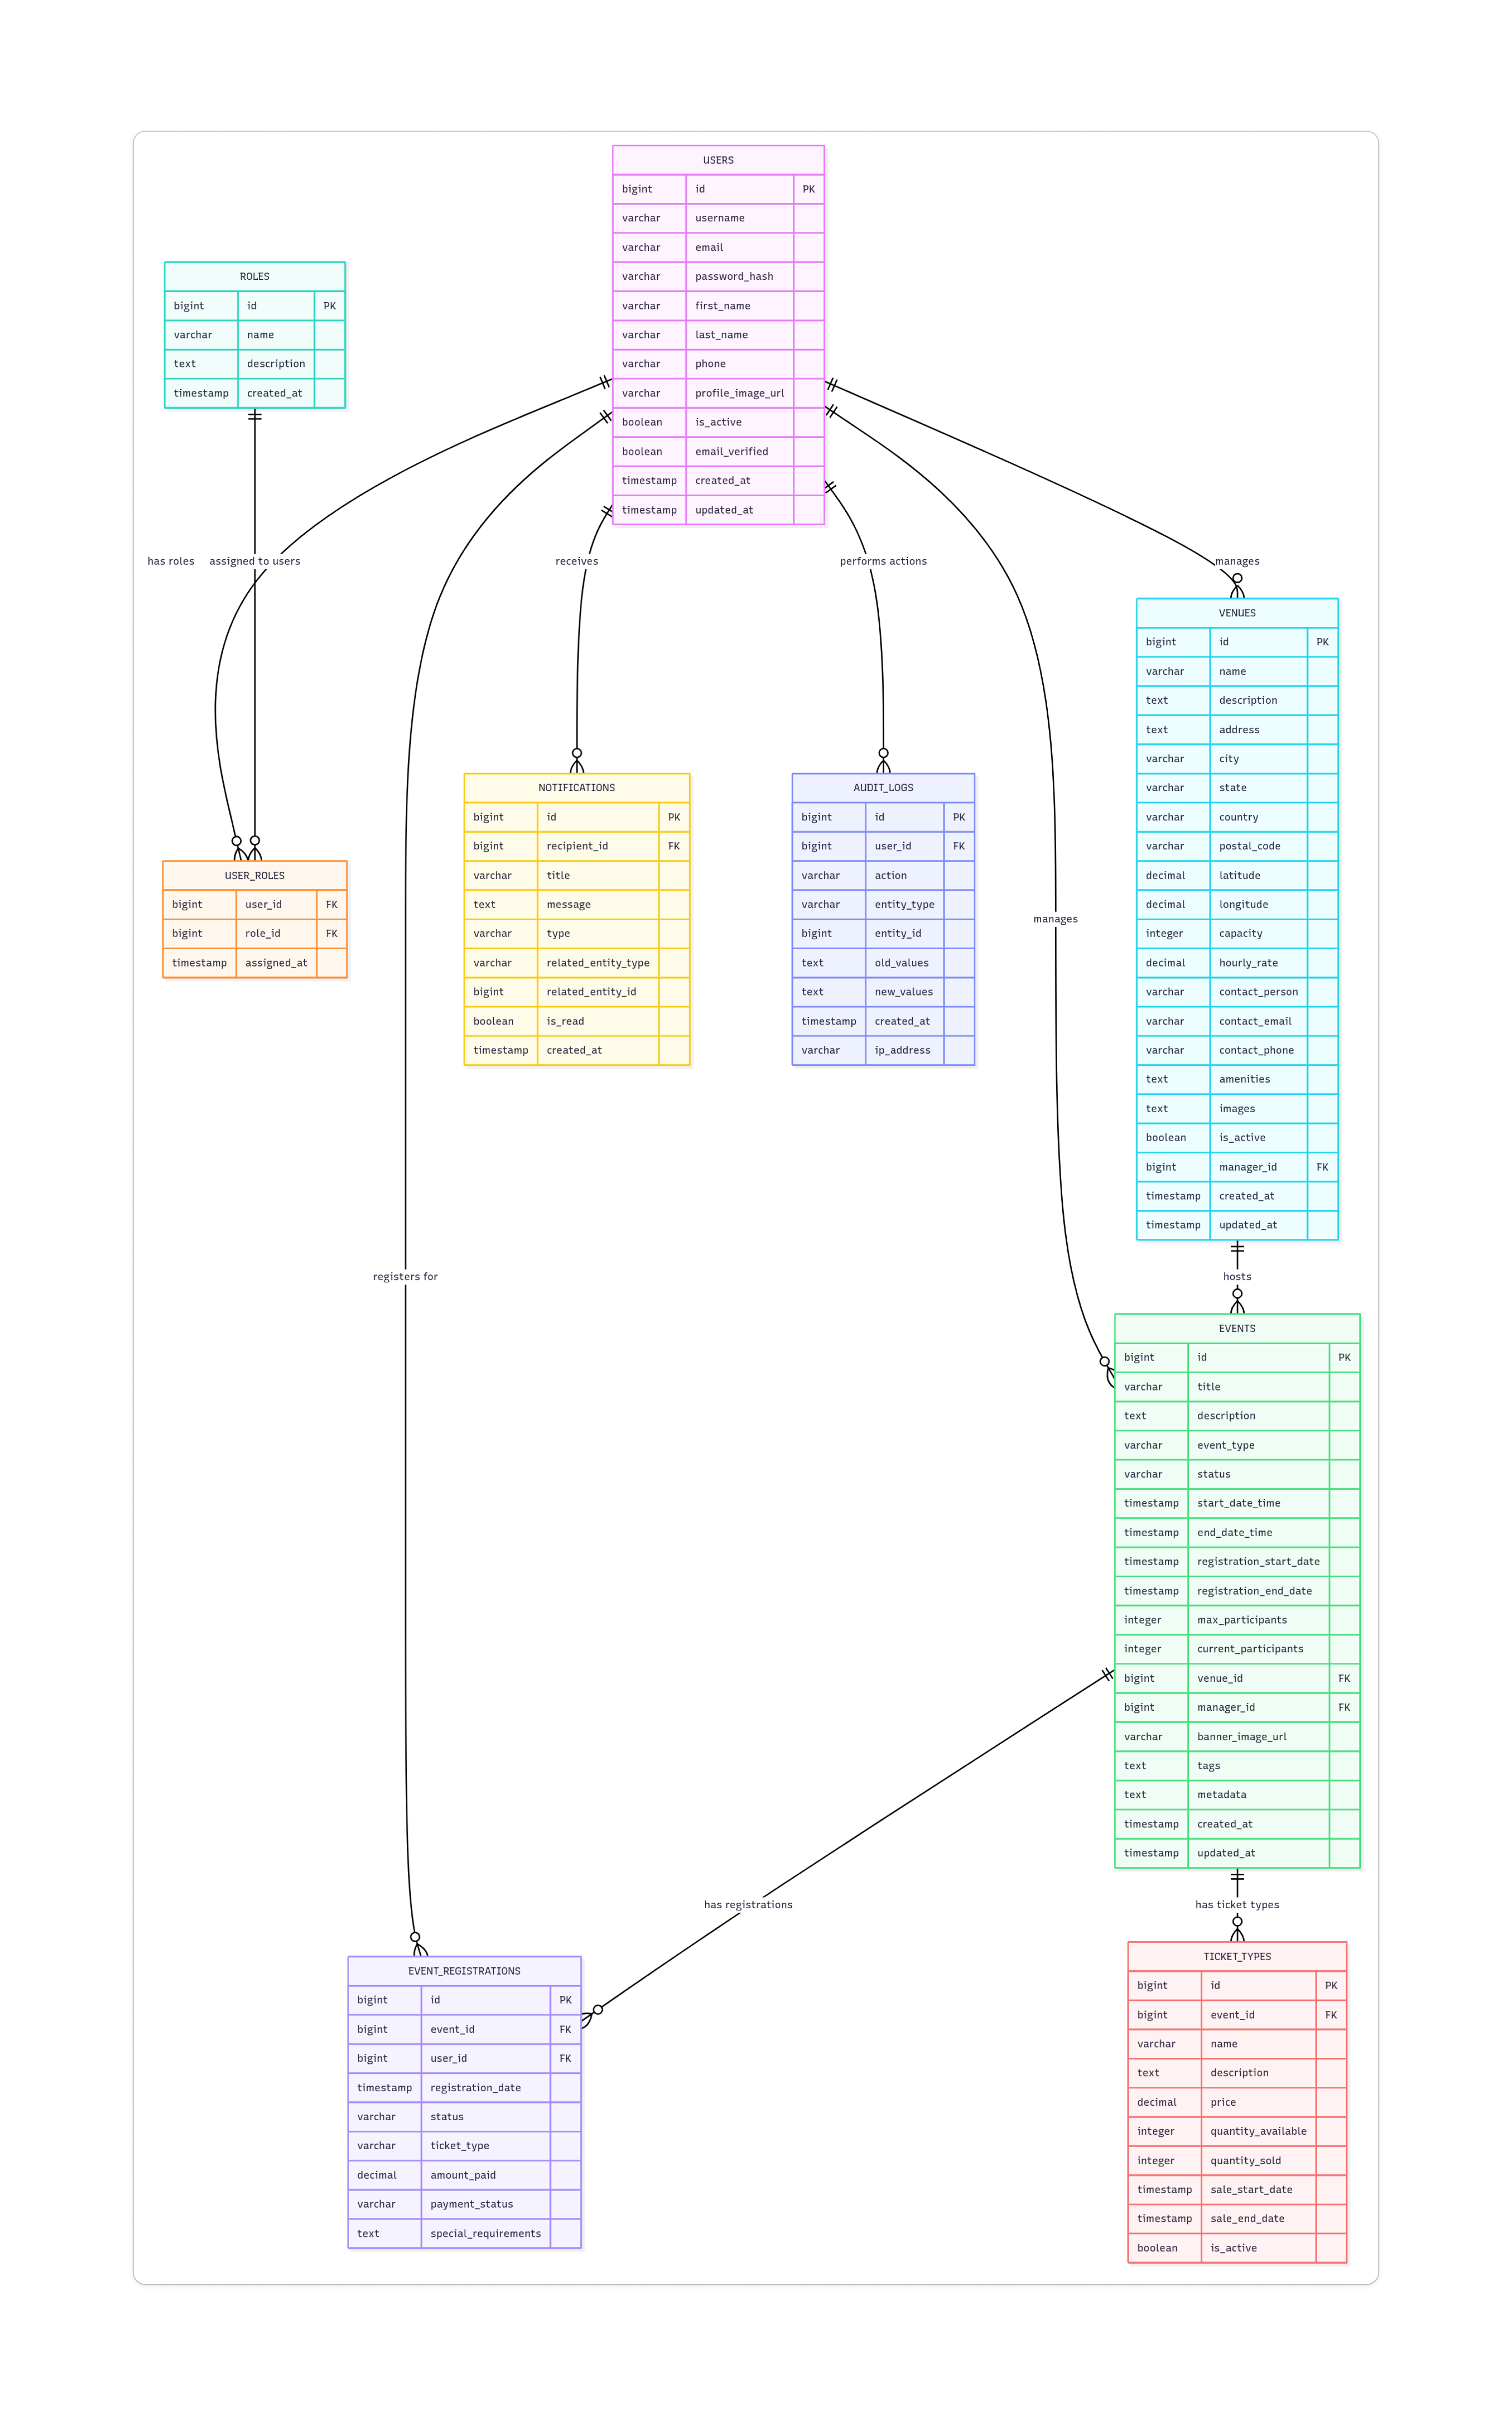 USERS
bigint id PK
varchar username
varchar email
varchar password_hash
varchar first_name
varchar last_name
varchar phone
varchar profile_image_url
boolean is_active
boolean email_verified
timestamp created_at
timestamp updated_at
ROLES
bigint id PK
varchar name
text description
timestamp created_at
has roles
assigned to users
receives
performs actions
manages
VENUES
bigint id PK
varchar name
text description
text address
varchar city
varchar state
varchar country
varchar postal_code
decimal latitude
decimal longitude
integer capacity
decimal hourly_rate
varchar contact_person
varchar contact_email
varchar contact_phone
text amenities
text images
boolean is_active
bigint manager_id FK
timestamp created_at
timestamp updated_at
NOTIFICATIONS
bigint id PK
bigint recipient_id FK
varchar title
text message
varchar type
varchar related_entity_type
bigint related_entity_id
boolean is_read
timestamp created_at
AUDIT_LOGS
bigint id PK
bigint user_id FK
varchar action
varchar entity_type
bigint entity_id
text old_values
text new_values
timestamp created_at
varchar ip_address
USER_ROLES
bigint user_id FK
bigint role_id FK
timestamp assigned_at
manages
registers for
hosts
EVENTS
bigint id PK
varchar title
text description
varchar event_type
varchar status
timestamp start_date_time
timestamp end_date_time
timestamp registration_start_date
timestamp registration_end_date
integer max_participants
integer current_participants
bigint venue_id FK
bigint manager_id FK
varchar banner_image_url
text tags
text metadata
timestamp created_at
timestamp updated_at
has registrations
has ticket types
EVENT_REGISTRATIONS
bigint id PK
bigint event_id FK
bigint user_id FK
timestamp registration_date
varchar status
varchar ticket_type
decimal amount_paid
varchar payment_status
text special_requirements
TICKET_TYPES
bigint id PK
bigint event_id FK
varchar name
text description
decimal price
integer quantity_available
integer quantity_sold
timestamp sale_start_date
timestamp sale_end_date
boolean is_active